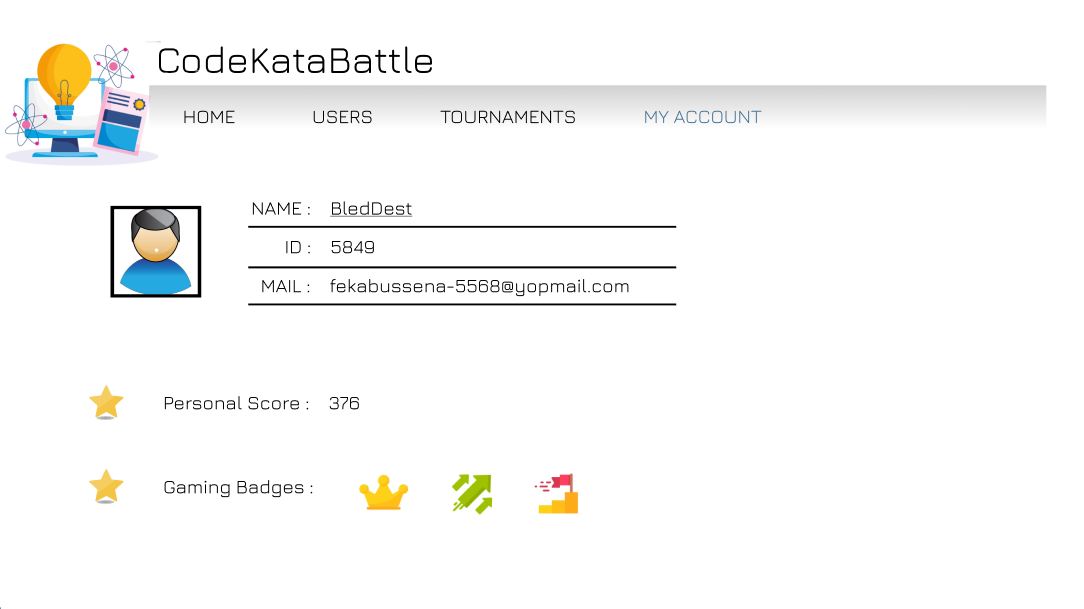 CodeKataBattle
HOME USERS TOURNAMENTS MY ACCOUNT
NAME : BledDest
ID : 5849
MAIL : fekabussena-5568@yopmail.com
Personal Score : 376
Gaming Badges :